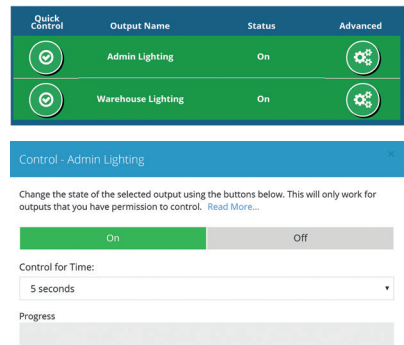 Quick
Control Output Name Status Advanced
Admin Lighting On
Warehouse Lighting On
Control - Admin Lighting ×
Change the state of the selected output using the buttons below. This will only work for
outputs that you have permission to control. Read More...
On Off
Control for Time:
5 seconds
Progress